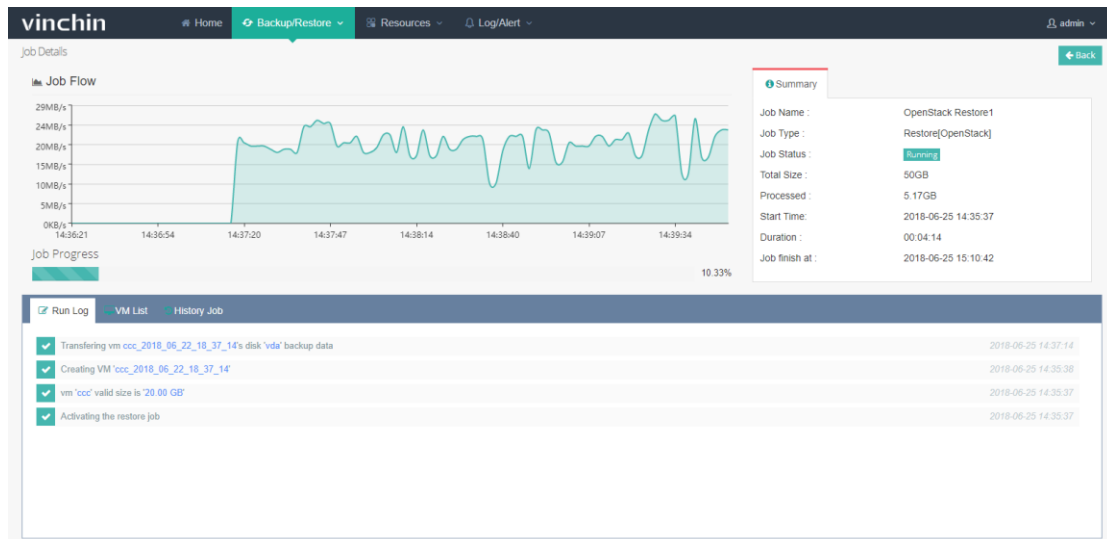 vinchin Home Backup/Restore Resources Log/Alert admin
Job Details
Back
Job Flow
29MB/s
24MB/s
20MB/s
15MB/s
10MB/s
5MB/s
0KB/s
14:36:21 14:36:54 14:37:20 14:37:47 14:38:14 14:38:40 14:39:07 14:39:34
Job Progress
10.33%
Summary
Job Name : OpenStack Restore1
Job Type : Restore[OpenStack]
Job Status : Running
Total Size : 50GB
Processed : 5.17GB
Start Time: 2018-06-25 14:35:37
Duration : 00:04:14
Job finish at : 2018-06-25 15:10:42
Run Log VM List History Job
Transfering vm ccc_2018_06_22_18_37_14's disk 'vda' backup data 2018-06-25 14:37:14
Creating VM 'ccc_2018_06_22_18_37_14' 2018-06-25 14:35:38
vm 'ccc' valid size is '20.00 GB' 2018-06-25 14:35:37
Activating the restore job 2018-06-25 14:35:37